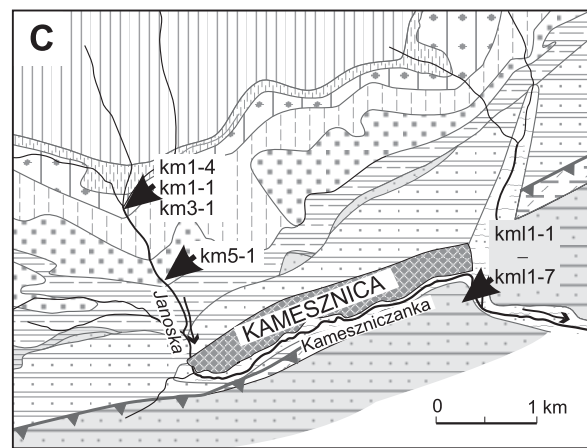 C
km1-4
km1-1
km3-1
km5-1
kml1-1
–
kml1-7
Janoska
KAMESZNICA
Kameszniczanka
0 1 km